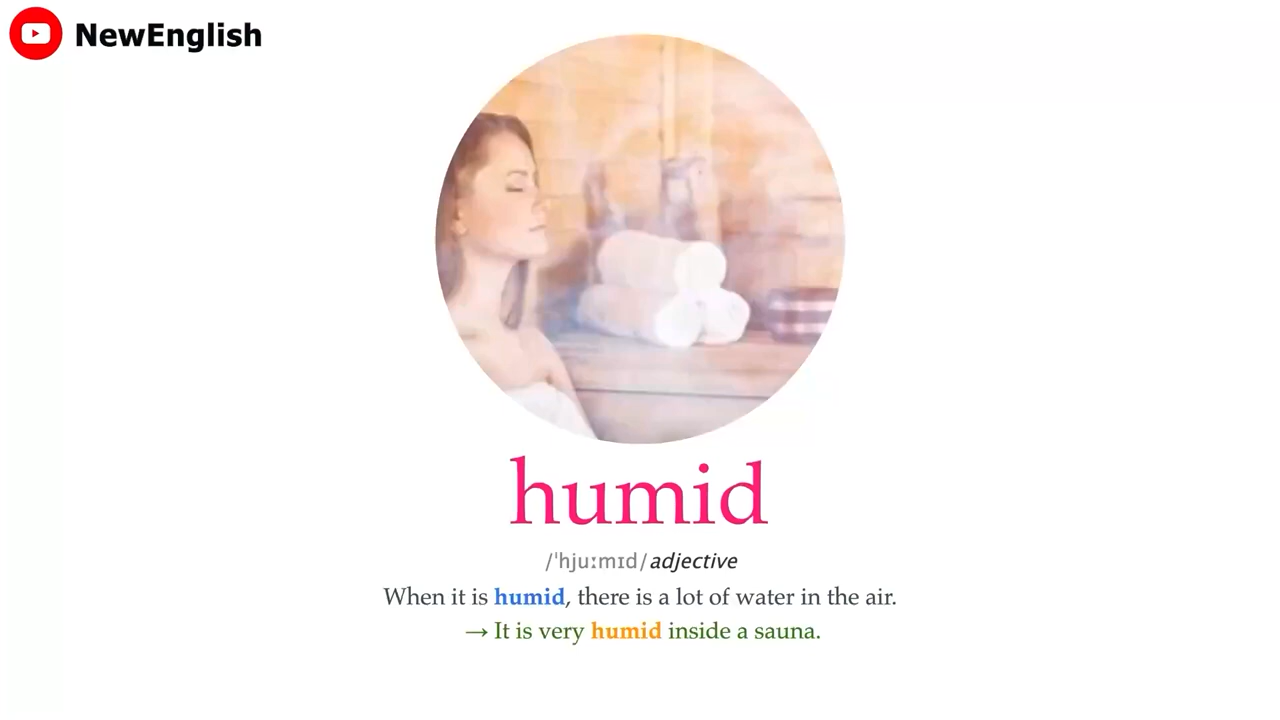 NewEnglish
humid
/ˈhjuːmɪd/adjective
When it is humid, there is a lot of water in the air.
→ It is very humid inside a sauna.